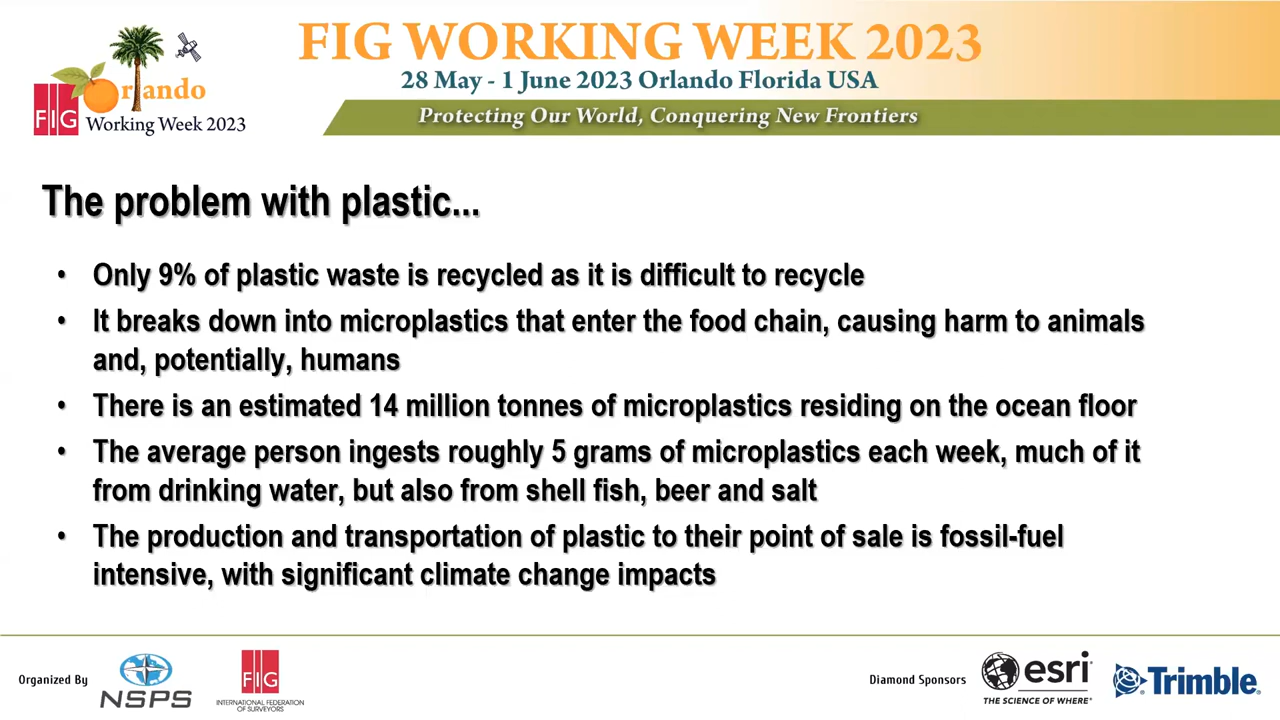 FIG WORKING WEEK 2023
28 May - 1 June 2023 Orlando Florida USA
Protecting Our World, Conquering New Frontiers
Orlando
FIG
Working Week 2023
The problem with plastic...
• Only 9% of plastic waste is recycled as it is difficult to recycle
• It breaks down into microplastics that enter the food chain, causing harm to animals
and, potentially, humans
• There is an estimated 14 million tonnes of microplastics residing on the ocean floor
• The average person ingests roughly 5 grams of microplastics each week, much of it
from drinking water, but also from shell fish, beer and salt
• The production and transportation of plastic to their point of sale is fossil-fuel
intensive, with significant climate change impacts
Organized By
NSPS
FIG
INTERNATIONAL FEDERATION
OF SURVEYORS
Diamond Sponsors
esri
THE SCIENCE OF WHERE®
Trimble®